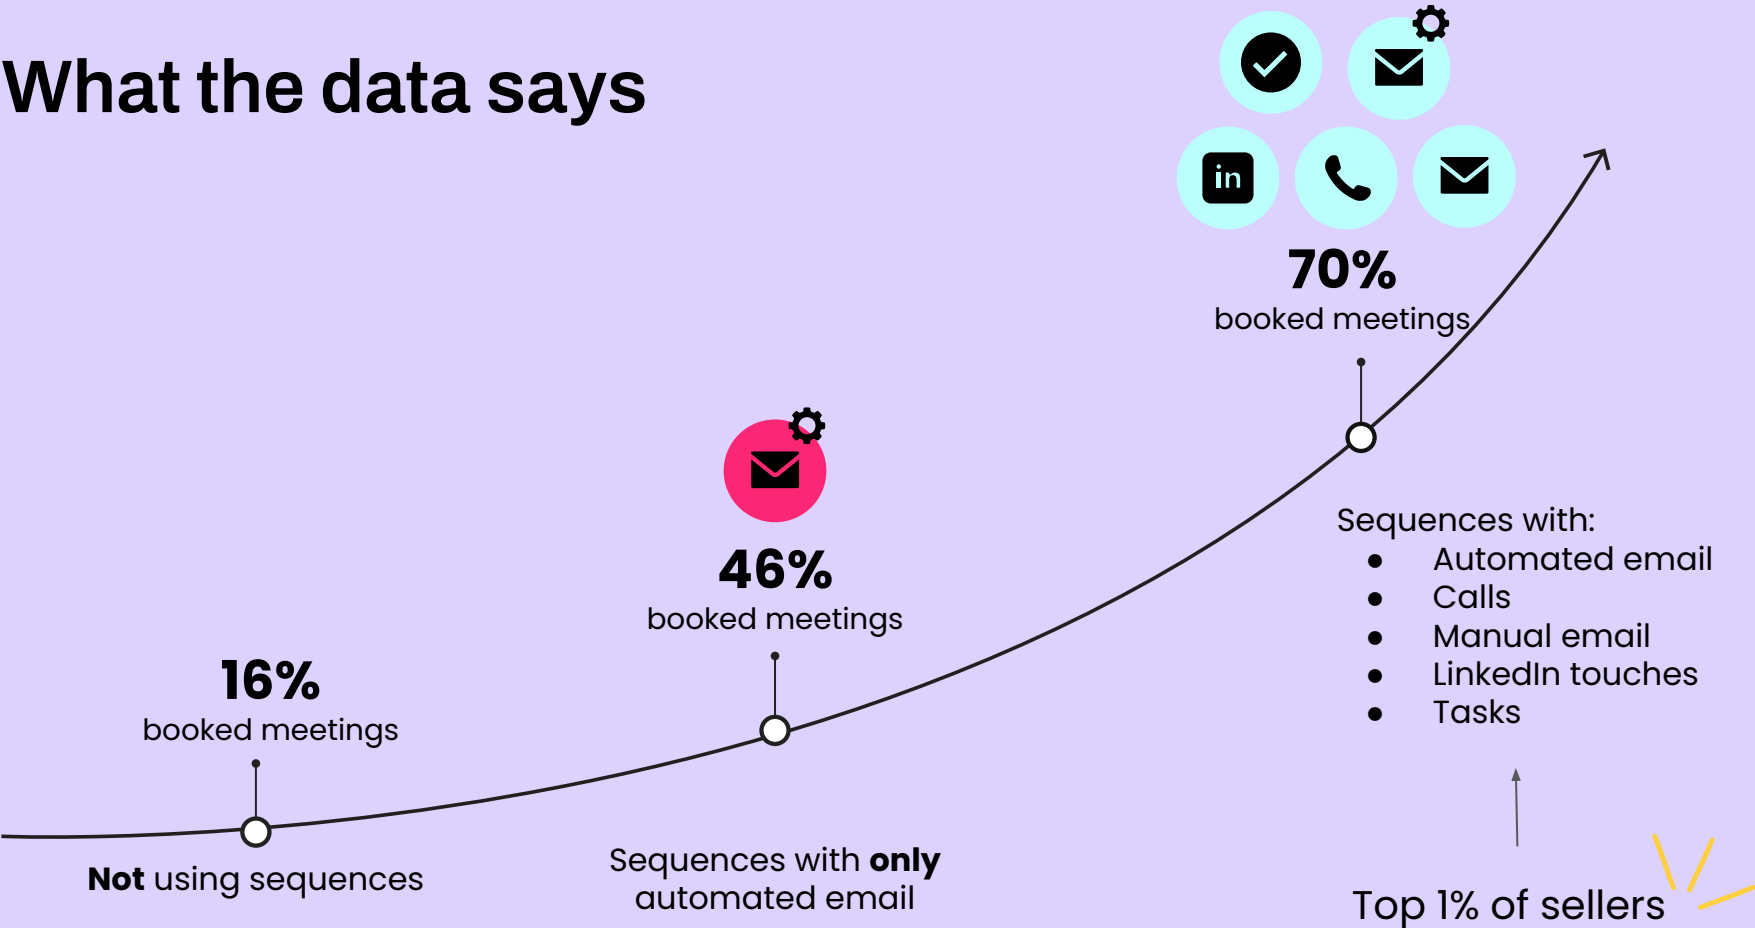 What the data says
in
70%
booked meetings
46%
booked meetings
16%
booked meetings
Not using sequences
Sequences with only
automated email
Sequences with:
● Automated email
● Calls
● Manual email
● LinkedIn touches
● Tasks
Top 1% of sellers